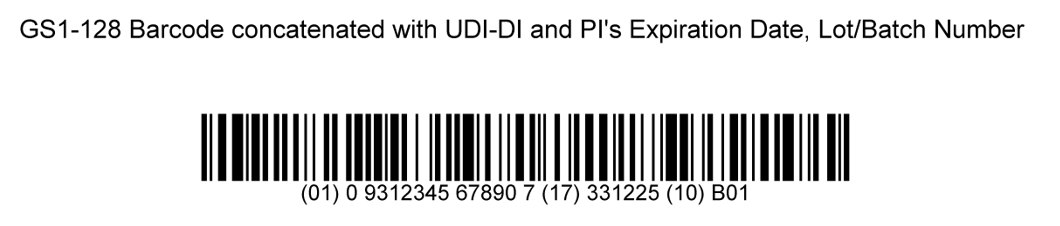 GS1-128 Barcode concatenated with UDI-DI and PI's Expiration Date, Lot/Batch Number
(01) 0 9312345 67890 7 (17) 331225 (10) B01